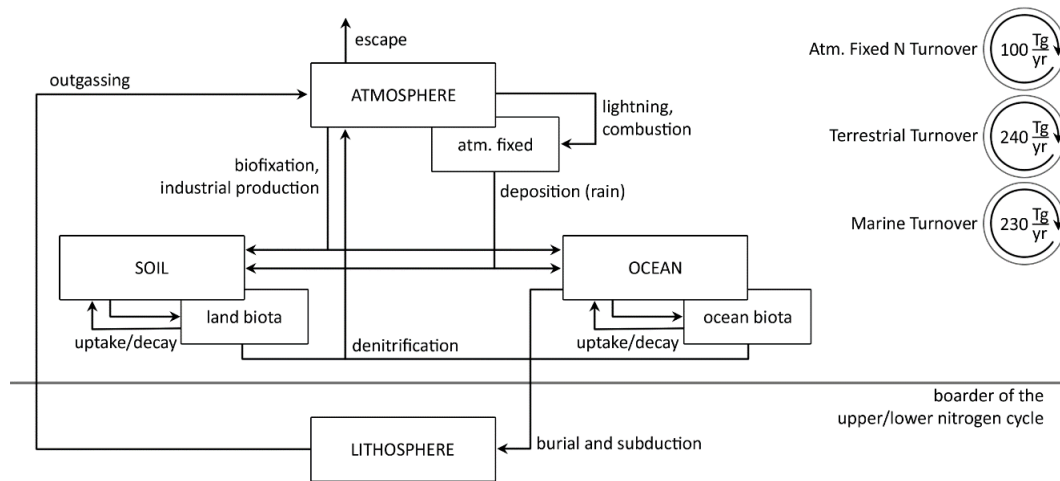 escape
outgassing
ATMOSPHERE
lightning,
combustion
atm. fixed
biofixation,
industrial production
deposition (rain)
SOIL
OCEAN
land biota
ocean biota
uptake/decay
denitrification
uptake/decay
boarder of the
upper/lower nitrogen cycle
LITHOSPHERE
burial and subduction
Atm. Fixed N Turnover
100 Tg/yr
Terrestrial Turnover
240 Tg/yr
Marine Turnover
230 Tg/yr